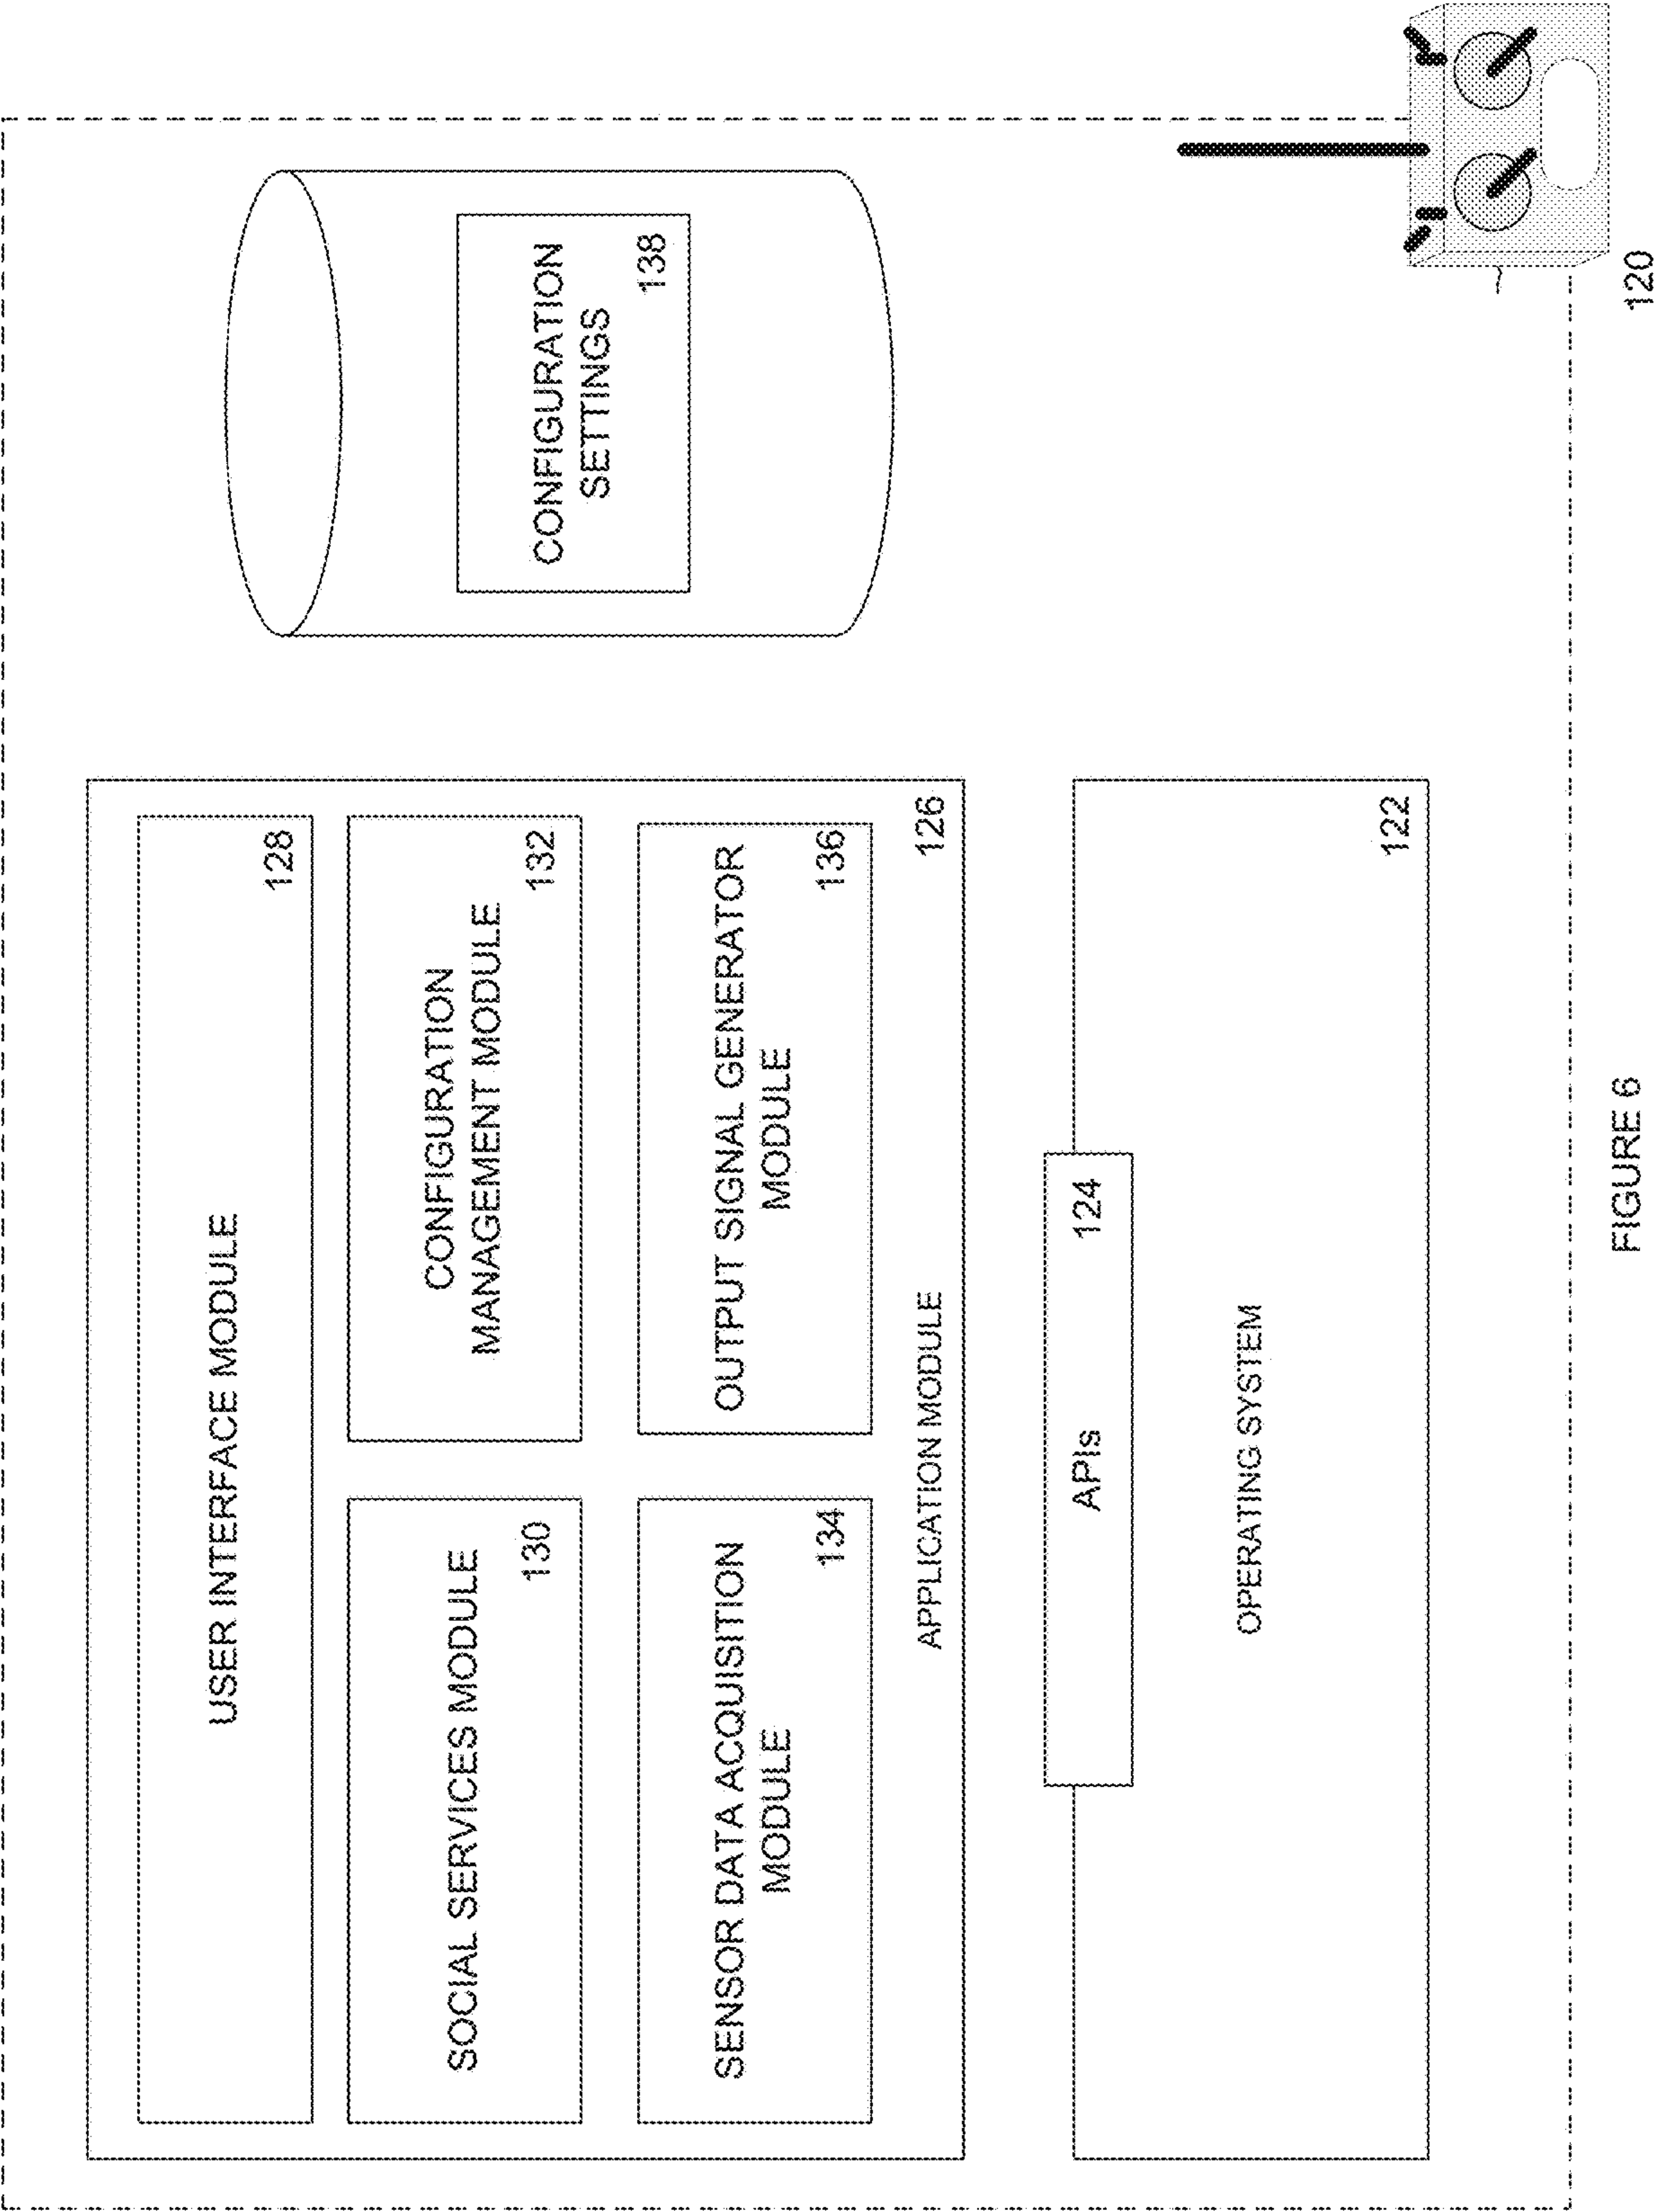 USER INTERFACE MODULE
128
SOCIAL SERVICES MODULE
130
CONFIGURATION
MANAGEMENT MODULE
132
SENSOR DATA ACQUISITION
MODULE
134
OUTPUT SIGNAL GENERATOR
MODULE
136
APPLICATION MODULE
126
APIs
124
OPERATING SYSTEM
122
CONFIGURATION
SETTINGS
138
120
FIGURE 6